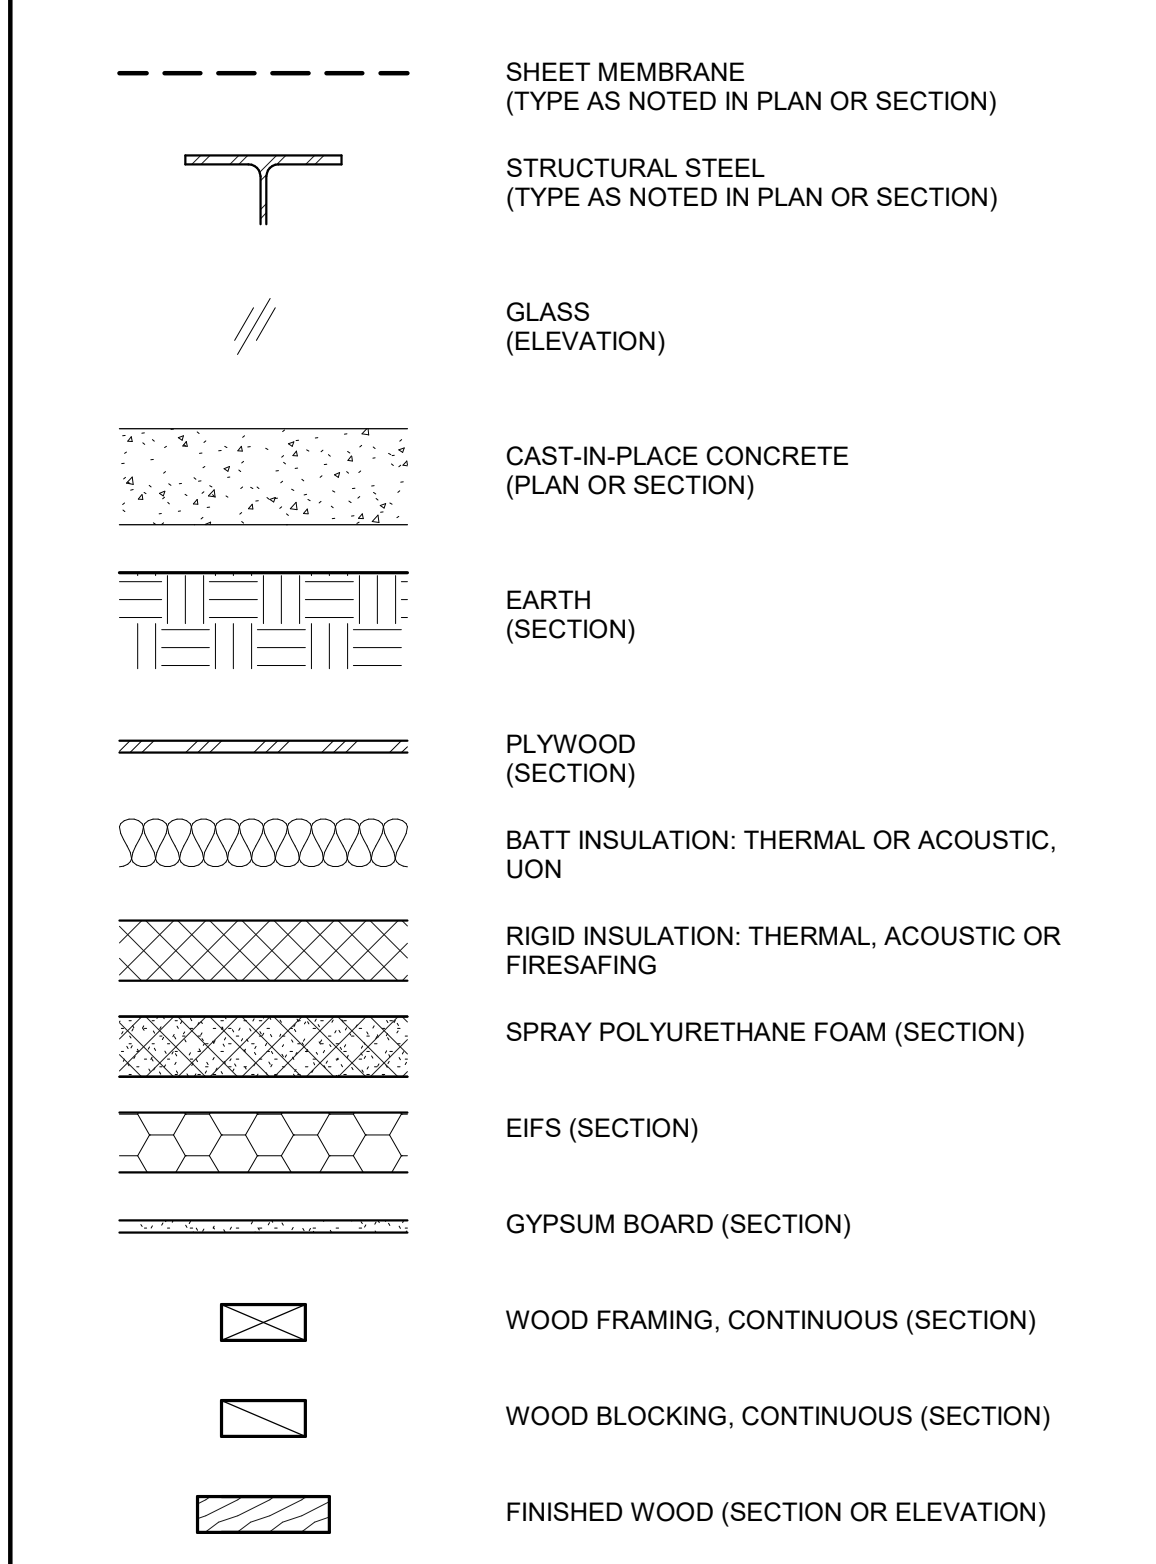 SHEET MEMBRANE
(TYPE AS NOTED IN PLAN OR SECTION)
STRUCTURAL STEEL
(TYPE AS NOTED IN PLAN OR SECTION)
GLASS
(ELEVATION)
CAST-IN-PLACE CONCRETE
(PLAN OR SECTION)
EARTH
(SECTION)
PLYWOOD
(SECTION)
BATT INSULATION: THERMAL OR ACOUSTIC,
UON
RIGID INSULATION: THERMAL, ACOUSTIC OR
FIRESAFING
SPRAY POLYURETHANE FOAM (SECTION)
EIFS (SECTION)
GYPSUM BOARD (SECTION)
WOOD FRAMING, CONTINUOUS (SECTION)
WOOD BLOCKING, CONTINUOUS (SECTION)
FINISHED WOOD (SECTION OR ELEVATION)